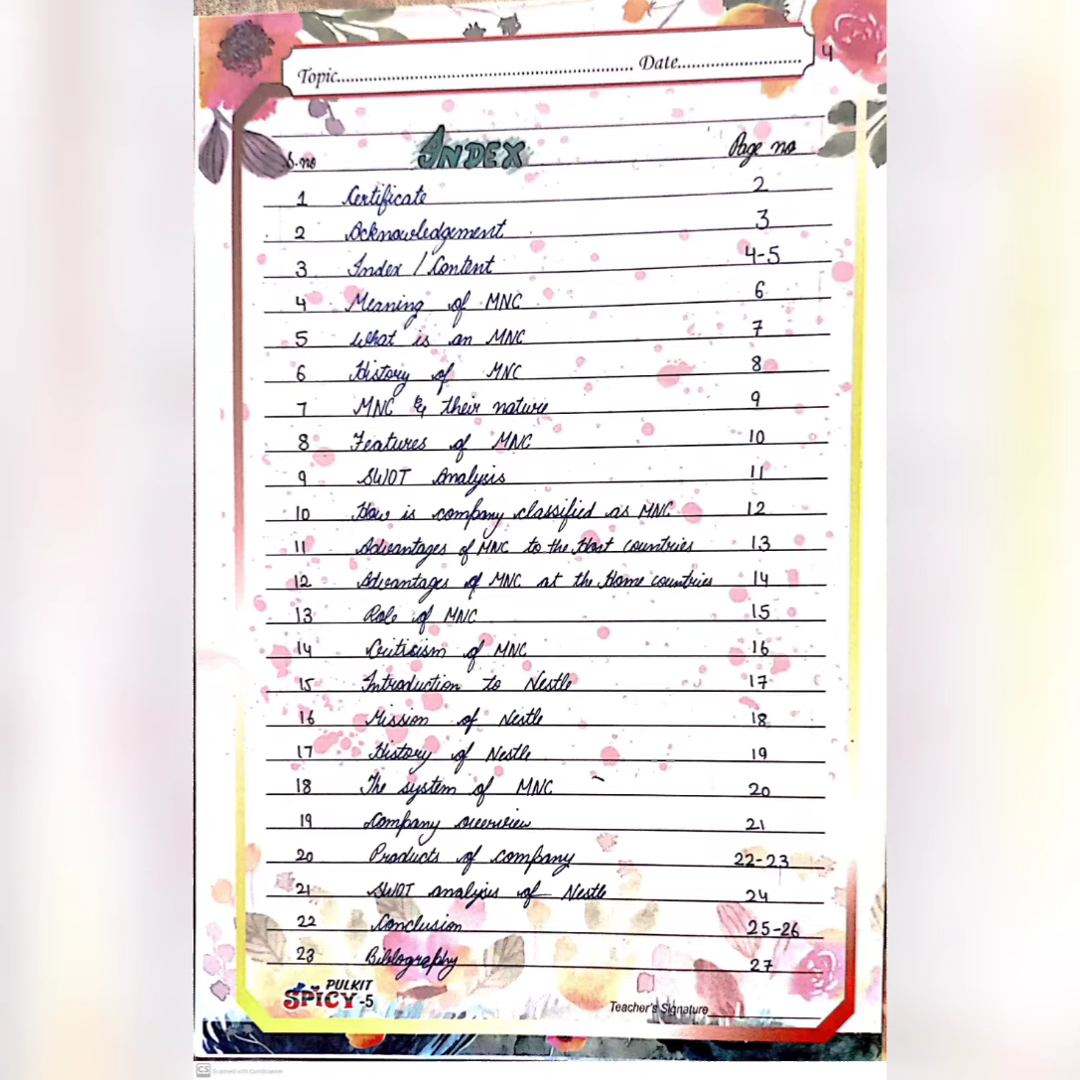 4
Topic.................................................................. Date............................
S.no INDEX Page no
1 Certificate 2
2 Acknowledgement 3
3 Index / Content 4-5
4 Meaning of MNC 6
5 What is an MNC 7
6 History of MNC 8
7 MNC & their nature 9
8 Features of MNC 10
9 SWOT Analysis 11
10 How is company classified as MNC 12
11 Advantages of MNC to the Host countries 13
12 Advantages of MNC at the Home countries 14
13 Role of MNC 15
14 Critisism of MNC 16
15 Introduction to Nestle 17
16 Mission of Nestle 18
17 History of Nestle 19
18 The system of MNC 20
19 Company overview 21
20 Products of company 22-23
21 SWOT analysis of Nestle 24
22 Conclusion 25-26
23 Biblography 27
PULKIT
SPICY-5 Teacher's Signature
CS Scanned with CamScanner